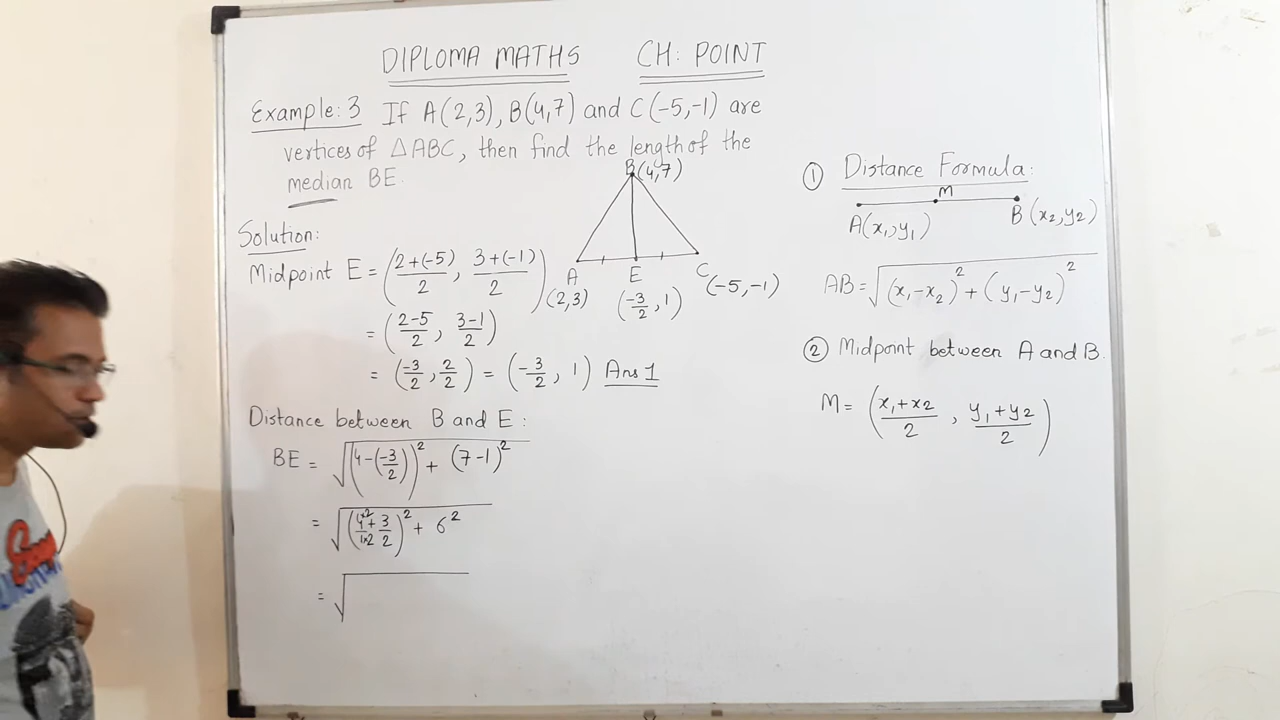 DIPLOMA MATHS CH: POINT
Example: 3 If A(2,3), B(4,7) and C(-5,-1) are
vertices of △ABC, then find the length of the
median BE.
B(4,7)
A
(2,3)
E
(-3/2, 1)
C
(-5,-1)
Solution:
Midpoint E = (2+(-5)/2, 3+(-1)/2)
= (2-5/2, 3-1/2)
= (-3/2, 2/2) = (-3/2, 1) Ans 1
Distance between B and E:
BE = √(4-(-3/2))² + (7-1)²
= √(4×2/1×2 + 3/2)² + 6²
= √
① Distance Formula:
M
A(x₁,y₁) B(x₂,y₂)
AB = √(x₁-x₂)² + (y₁-y₂)²
② Midpoint between A and B.
M = (x₁+x₂/2, y₁+y₂/2)